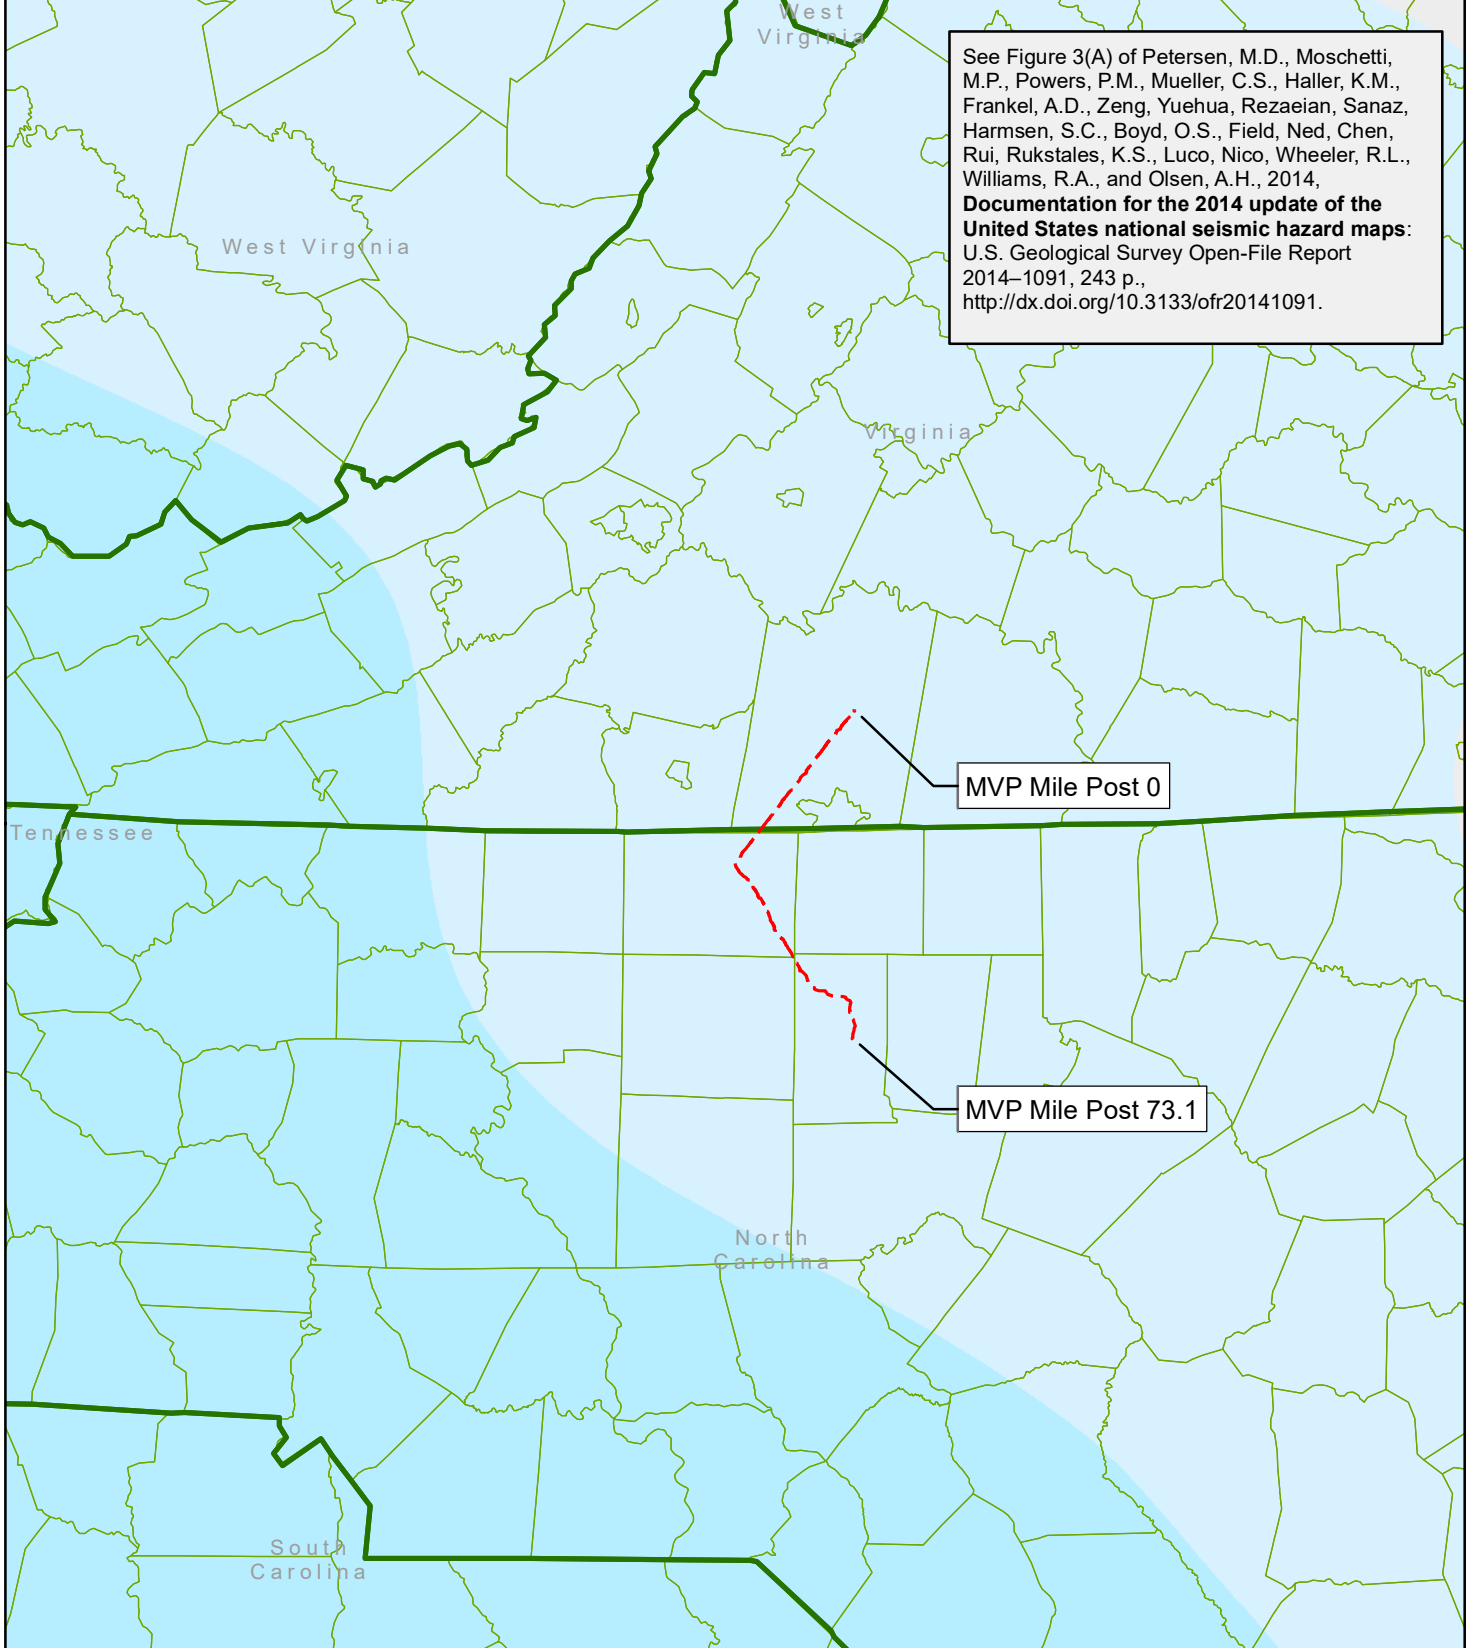 West
Virginia
See Figure 3(A) of Petersen, M.D., Moschetti,
M.P., Powers, P.M., Mueller, C.S., Haller, K.M.,
Frankel, A.D., Zeng, Yuehua, Rezaeian, Sanaz,
Harmsen, S.C., Boyd, O.S., Field, Ned, Chen,
Rui, Rukstales, K.S., Luco, Nico, Wheeler, R.L.,
Williams, R.A., and Olsen, A.H., 2014,
Documentation for the 2014 update of the
United States national seismic hazard maps:
U.S. Geological Survey Open-File Report
2014–1091, 243 p.,
http://dx.doi.org/10.3133/ofr20141091.
West Virginia
Virginia
MVP Mile Post 0
Tennessee
MVP Mile Post 73.1
North
Carolina
South
Carolina